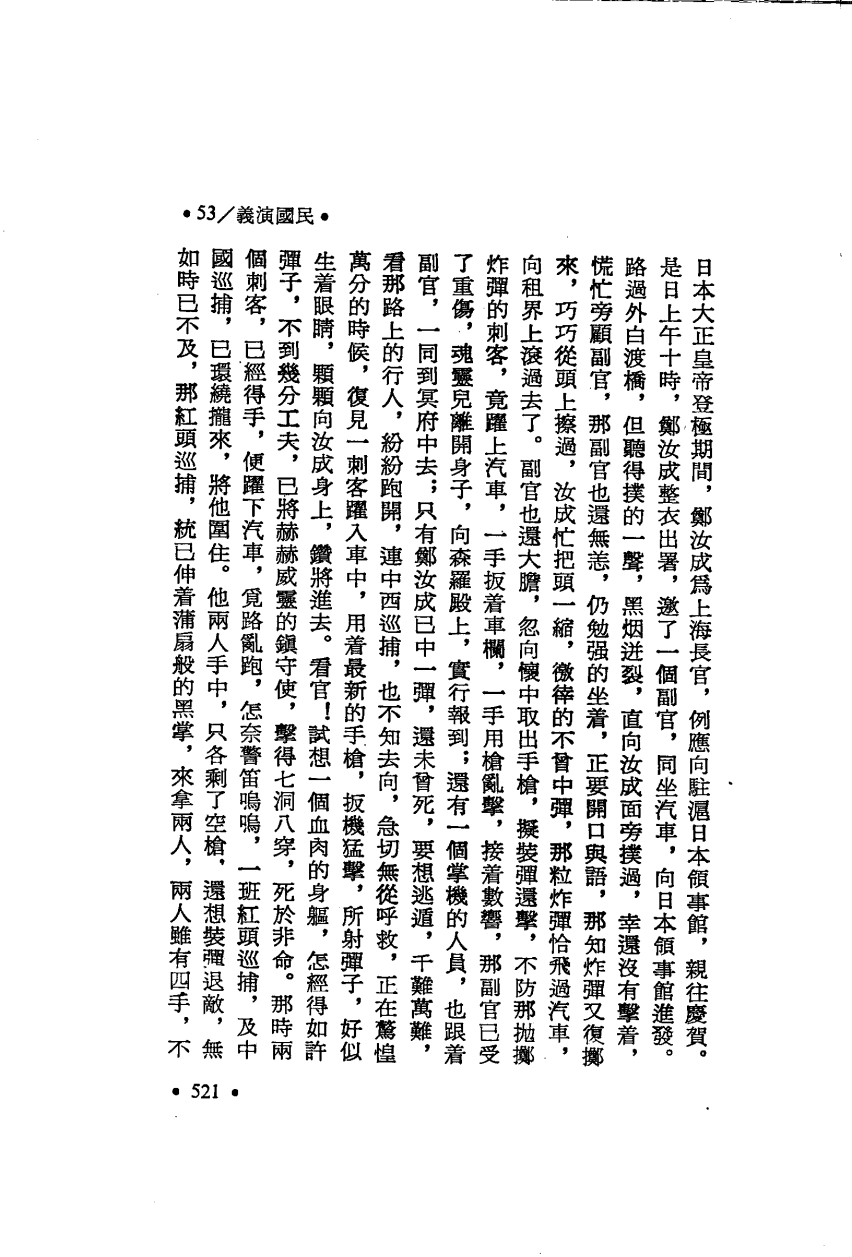 •53／義演國民•
日本大正皇帝登極期間，鄭汝成爲上海長官，例應向駐滬日本領事館，親往慶賀。
是日上午十時，鄭汝成整衣出署，邀了一個副官，同坐汽車，向日本領事館進發。
路過外白渡橋，但聽得撲的一聲，黑烟迸裂，直向汝成面旁撲過，幸還沒有擊着，
慌忙旁顧副官，那副官也還無恙，仍勉强的坐着，正要開口與語，那知炸彈又復擲
來，巧巧從頭上擦過，汝成忙把頭一縮，徼倖的不曾中彈，那粒炸彈恰飛過汽車，
向租界上滾過去了。副官也還大膽，忽向懷中取出手槍，擬裝彈還擊，不防那拋擲
炸彈的刺客，竟躍上汽車，一手扳着車欄，一手用槍亂擊，接着數響，那副官已受
了重傷，魂靈兒離開身子，向森羅殿上，實行報到；還有一個掌機的人員，也跟着
副官，一同到冥府中去；只有鄭汝成已中一彈，還未曾死，要想逃遁，千難萬難，
看那路上的行人，紛紛跑開，連中西巡捕，也不知去向，急切無從呼救，正在驚惶
萬分的時候，復見一刺客躍入車中，用着最新的手槍，扳機猛擊，所射彈子，好似
生着眼睛，顆顆向汝成身上，鑽將進去。看官！試想一個血肉的身軀，怎經得如許
彈子，不到幾分工夫，已將赫赫威靈的鎭守使，擊得七洞八穿，死於非命。那時兩
個刺客，已經得手，便躍下汽車，覓路亂跑，怎奈警笛嗚嗚，一班紅頭巡捕，及中
國巡捕，已環繞攏來，將他圍住。他兩人手中，只各剩了空槍，還想裝彈退敵，無
如時已不及，那紅頭巡捕，統已伸着蒲扇般的黑掌，來拿兩人，兩人雖有四手，不
•521•